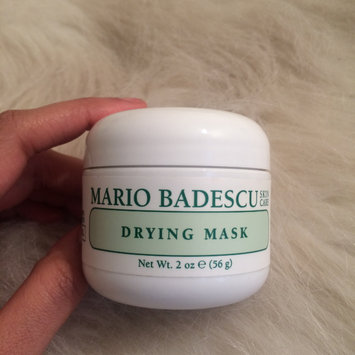 MARIO BADESCU SKIN CARE
DRYING MASK
Net Wt. 2 oz ℮ (56 g)